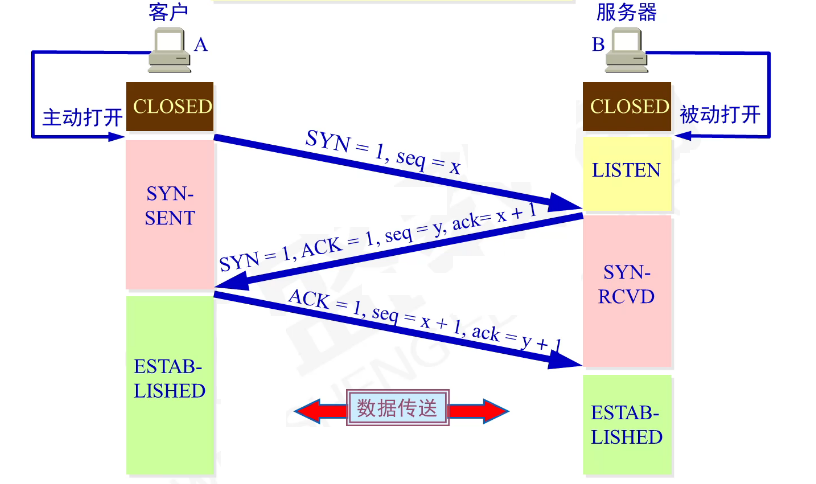 客户
服务器
A
B
主动打开
CLOSED
CLOSED
被动打开
SYN = 1, seq = x
LISTEN
SYN-
SENT
SYN = 1, ACK = 1, seq = y, ack= x + 1
SYN-
RCVD
ACK = 1, seq = x + 1, ack = y + 1
ESTAB-
LISHED
数据传送
ESTAB-
LISHED